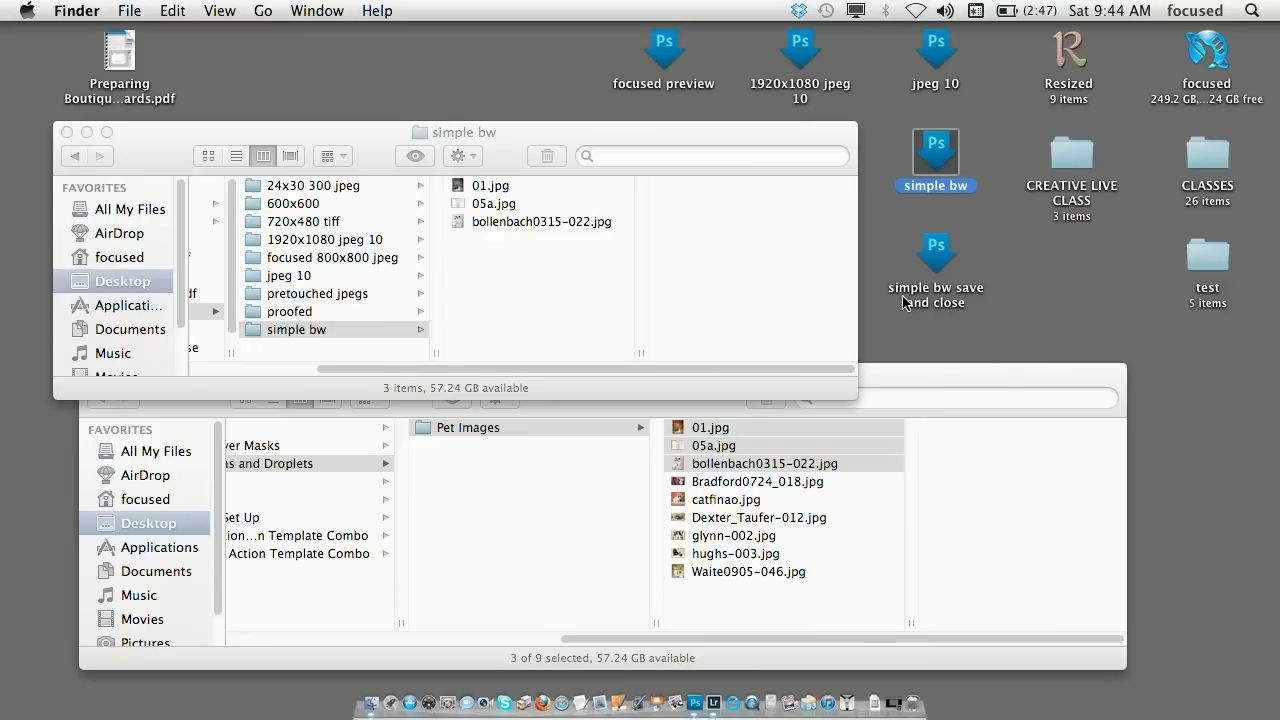 Finder File Edit View Go Window Help
(2:47) Sat 9:44 AM focused
Preparing
Boutiqu...ards.pdf
Ps
focused preview
Ps
1920x1080 jpeg
10
Ps
jpeg 10
R
Resized
9 items
focused
249.2 GB,...24 GB free
Ps
simple bw
CREATIVE LIVE
CLASS
3 items
CLASSES
26 items
Ps
simple bw save
and close
test
5 items
simple bw
FAVORITES
All My Files
AirDrop
focused
Desktop
Applicati...
Documents
Music
24x30 300 jpeg
600x600
720x480 tiff
1920x1080 jpeg 10
focused 800x800 jpeg
jpeg 10
pretouched jpegs
proofed
simple bw
01.jpg
05a.jpg
bollenbach0315-022.jpg
3 items, 57.24 GB available
FAVORITES
All My Files
AirDrop
focused
Desktop
Applications
Documents
Music
Movies
Pictures
ver Masks
ns and Droplets
Set Up
ion...n Template Combo
Action Template Combo
Pet Images
01.jpg
05a.jpg
bollenbach0315-022.jpg
Bradford0724_018.jpg
catfinao.jpg
Dexter_Taufer-012.jpg
glynn-002.jpg
hughs-003.jpg
Waite0905-046.jpg
3 of 9 selected, 57.24 GB available
Ps
Lr